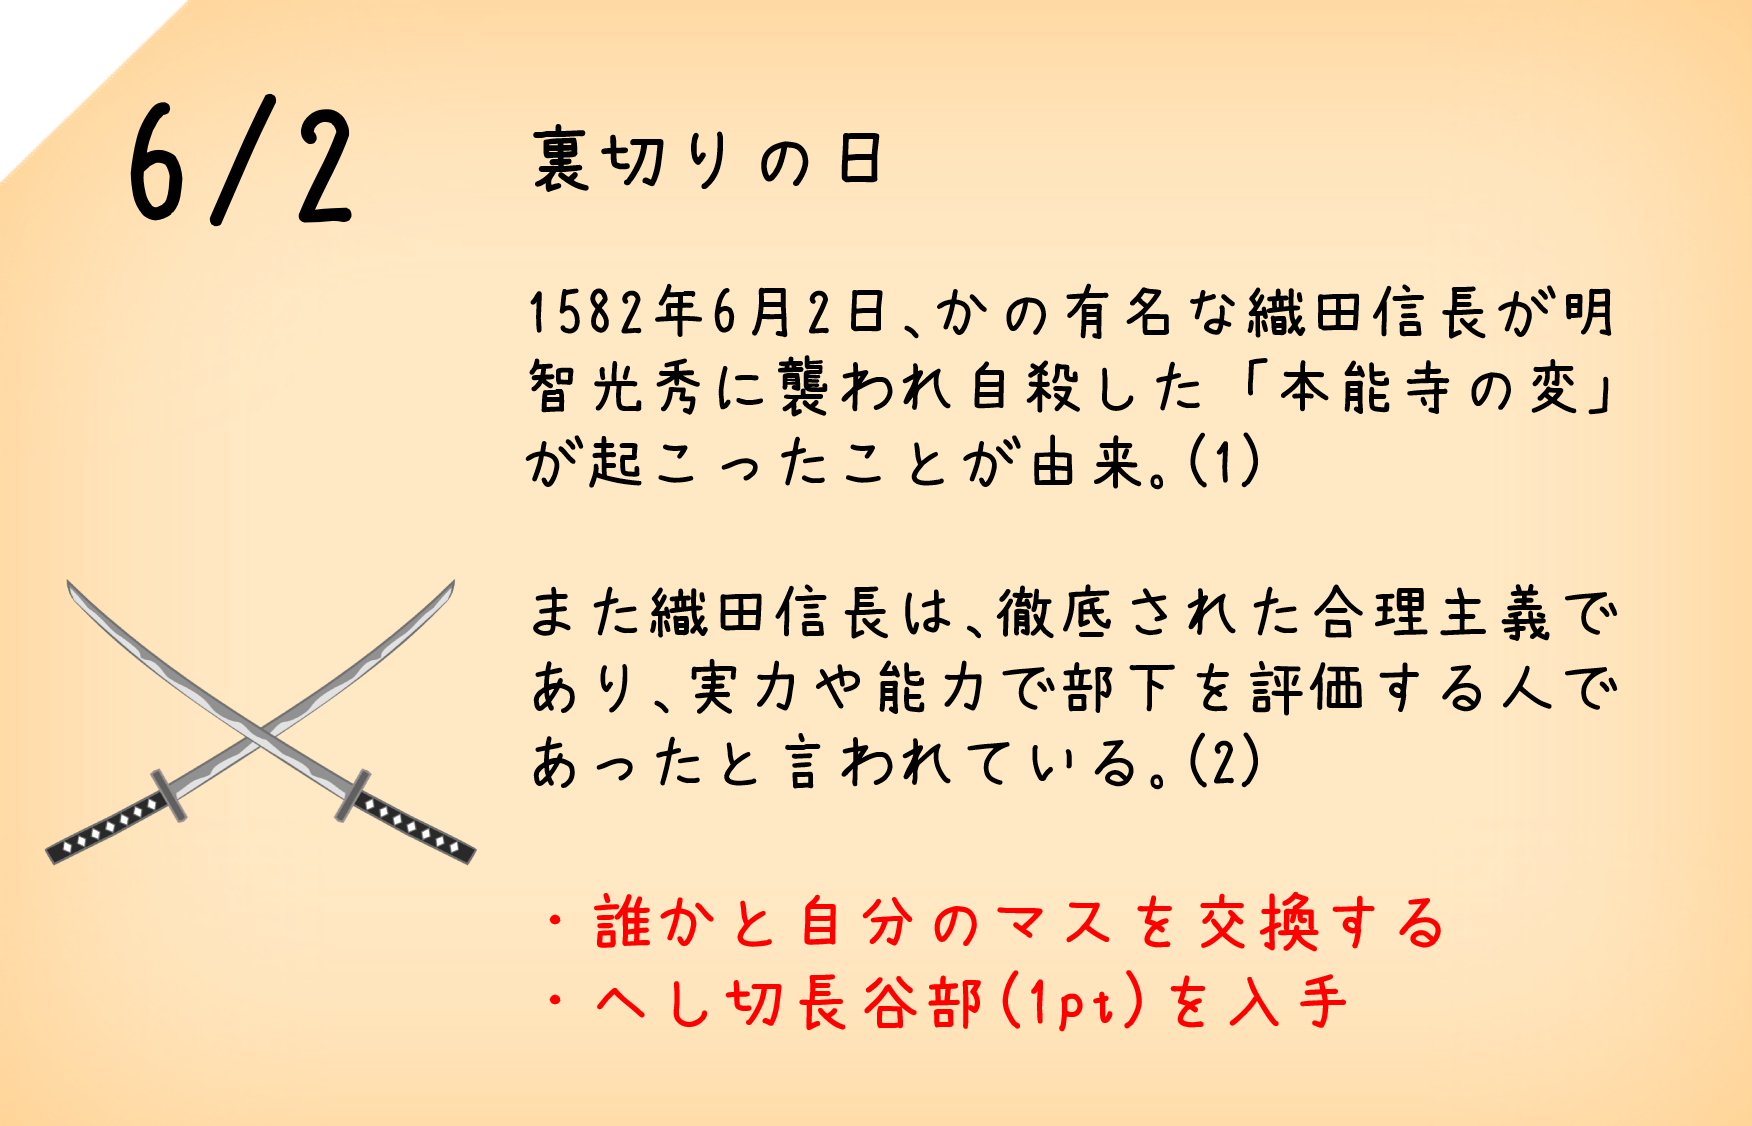 6/2
裏切りの日
1582年6月2日、かの有名な織田信長が明
智光秀に襲われ自殺した「本能寺の変」
が起こったことが由来。(1)
また織田信長は、徹底された合理主義で
あり、実力や能力で部下を評価する人で
あったと言われている。(2)
・誰かと自分のマスを交換する
・へし切長谷部(1pt)を入手